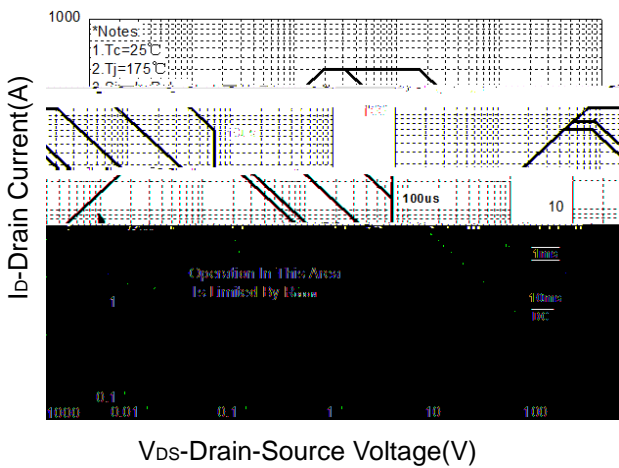 1000
*Notes:
1.Tc=25℃
2.Tj=175℃
ID-Drain Current(A)
100us
10
1ms
Operation In This Area
Is Limited By
1
10ms
DC
0.1
1000 0.01 0.1 1 10 100
VDS-Drain-Source Voltage(V)